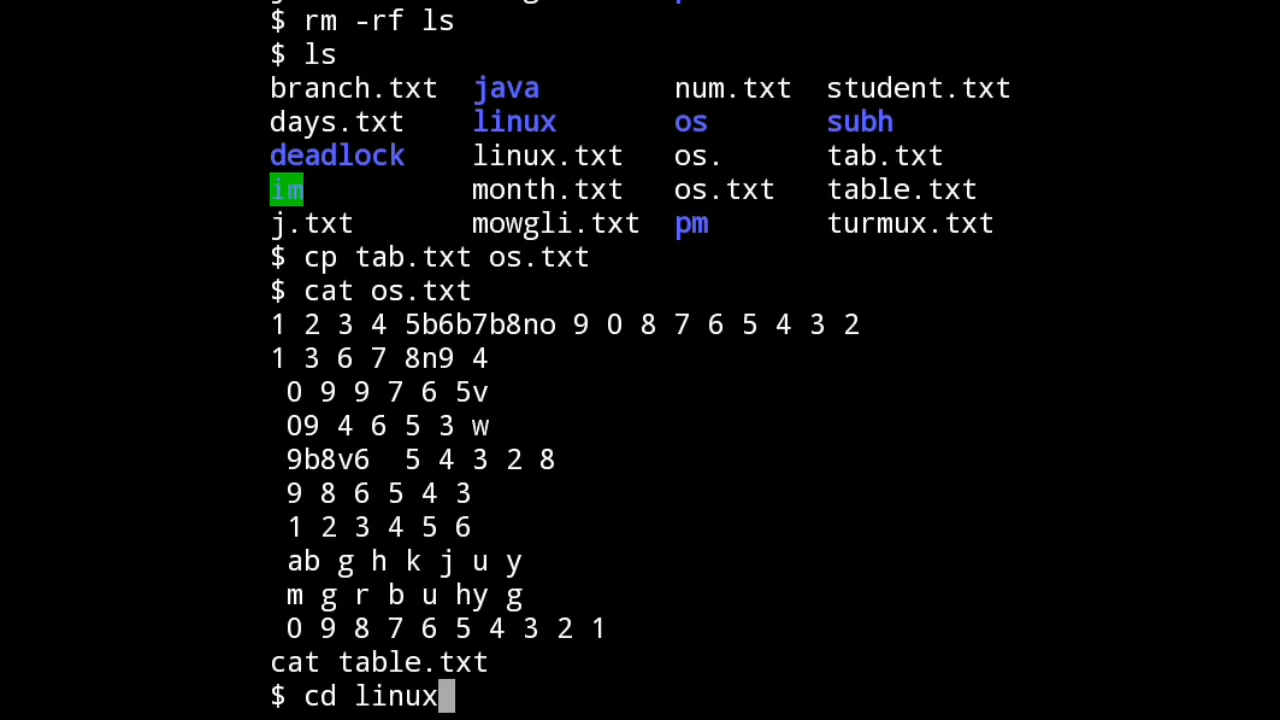 $ rm -rf ls
$ ls
branch.txt  java        num.txt  student.txt
days.txt    linux       os       subh
deadlock    linux.txt   os.      tab.txt
im          month.txt   os.txt   table.txt
j.txt       mowgli.txt  pm       turmux.txt
$ cp tab.txt os.txt
$ cat os.txt
1 2 3 4 5b6b7b8no 9 0 8 7 6 5 4 3 2
1 3 6 7 8n9 4
 0 9 9 7 6 5v
 09 4 6 5 3 w
 9b8v6  5 4 3 2 8
 9 8 6 5 4 3
 1 2 3 4 5 6
 ab g h k j u y
 m g r b u hy g
 0 9 8 7 6 5 4 3 2 1
cat table.txt
$ cd linux